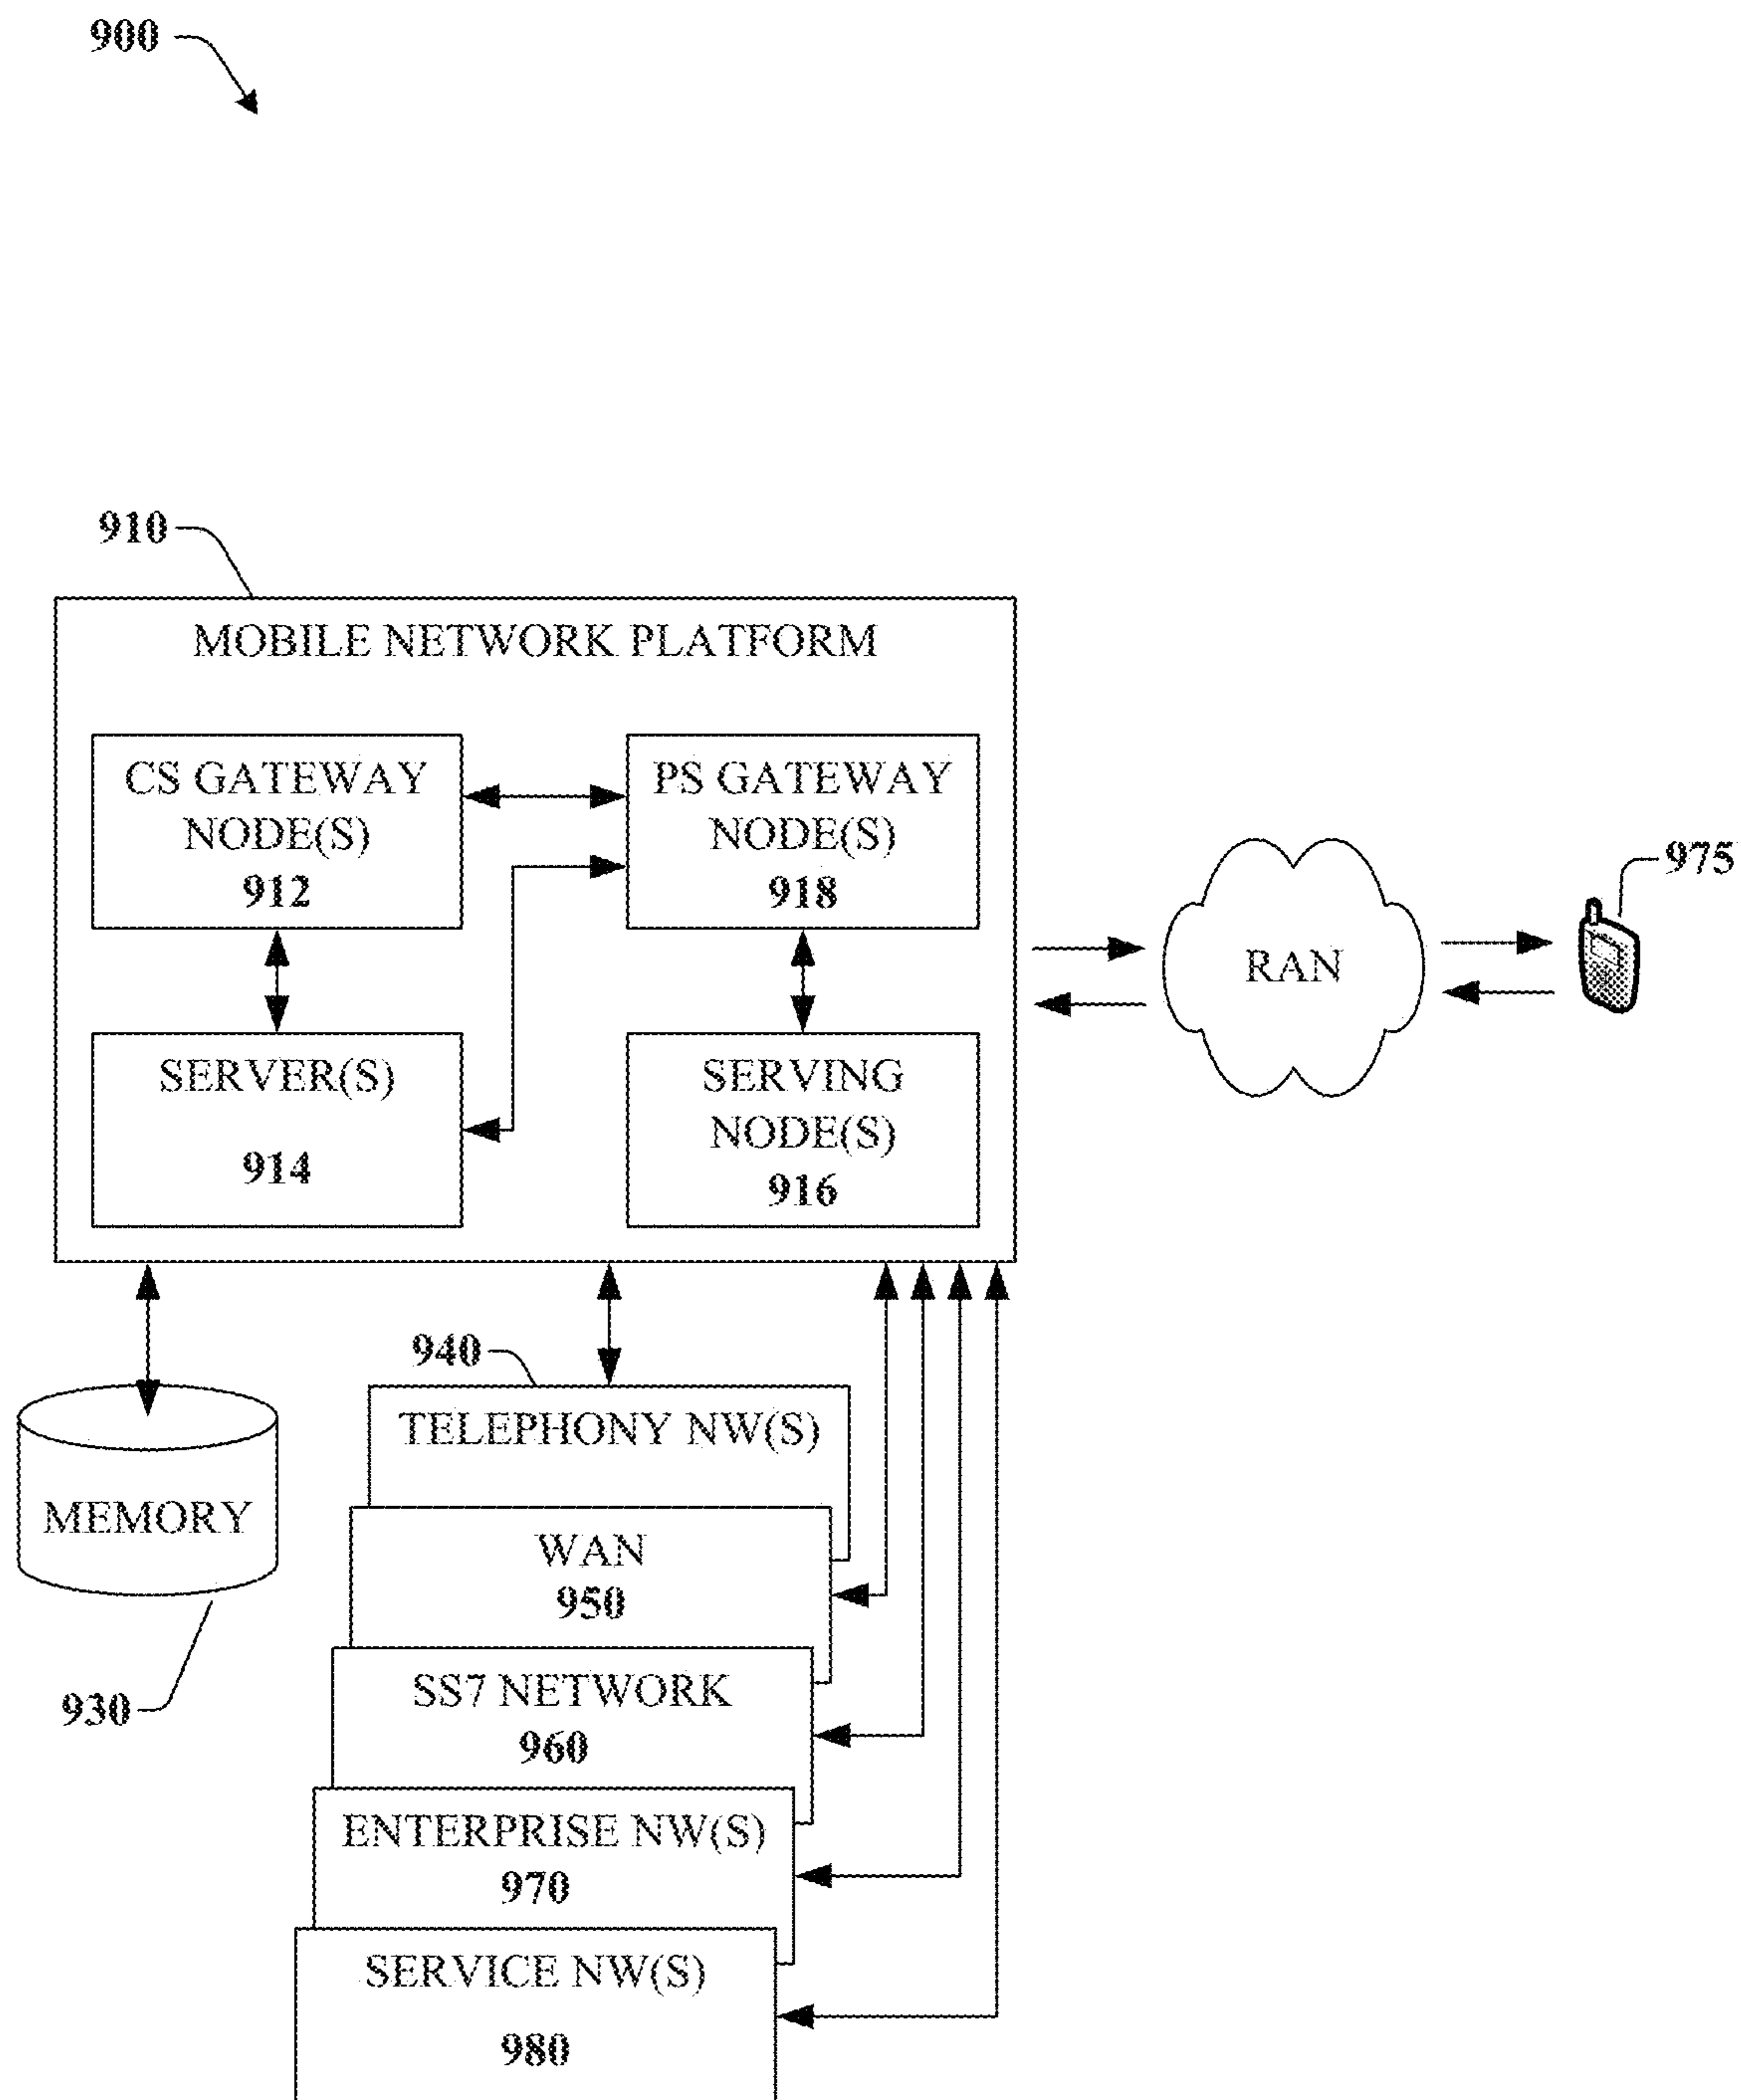 900
910
MOBILE NETWORK PLATFORM
CS GATEWAY
NODE(S)
912
PS GATEWAY
NODE(S)
918
SERVER(S)
914
SERVING
NODE(S)
916
RAN
975
940
TELEPHONY NW(S)
MEMORY
930
WAN
950
SS7 NETWORK
960
ENTERPRISE NW(S)
970
SERVICE NW(S)
980